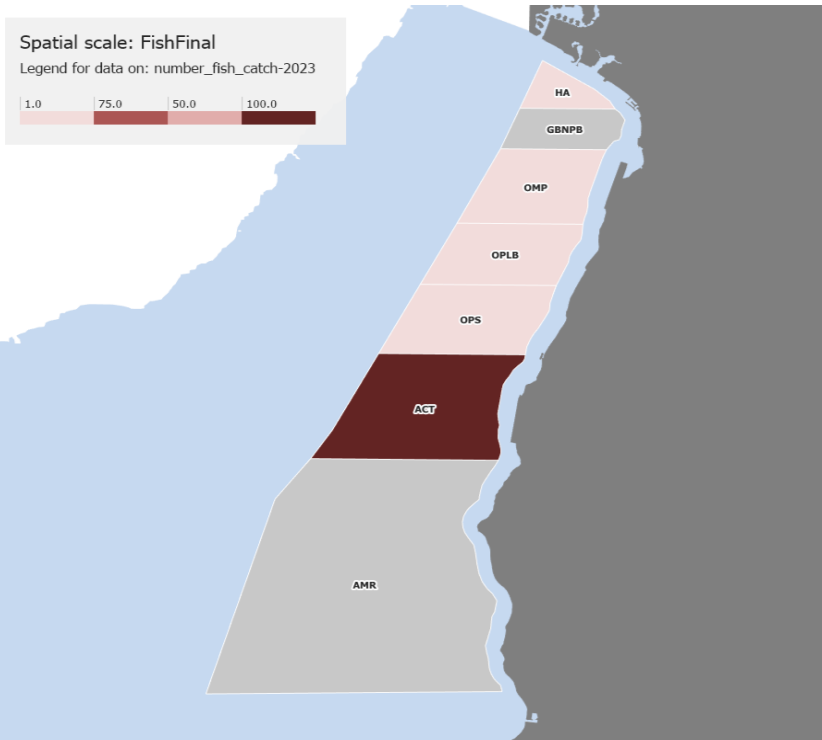 Spatial scale: FishFinal
Legend for data on: number_fish_catch-2023
1.0 75.0 50.0 100.0
HA
GBNPB
OMP
OPLB
OPS
ACT
AMR